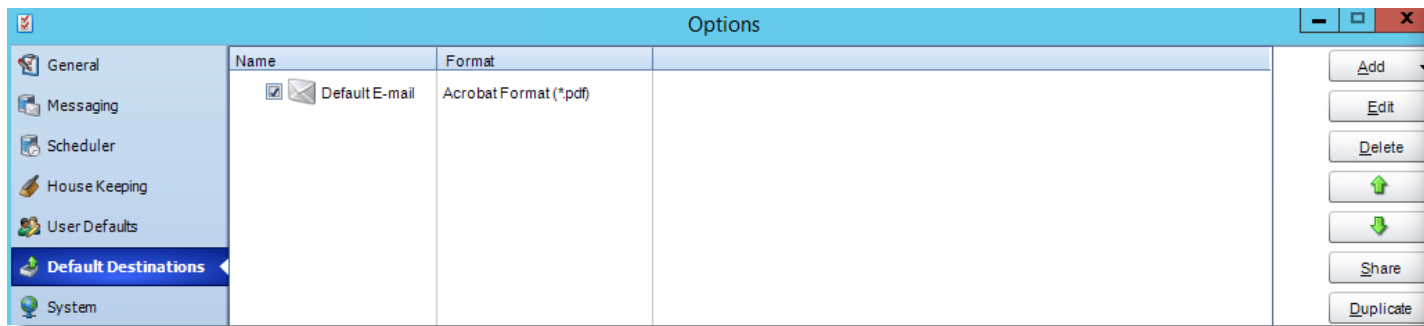 Options
General
Messaging
Scheduler
House Keeping
User Defaults
Default Destinations
System
Name Format
Default E-mail Acrobat Format (*.pdf)
Add
Edit
Delete
Share
Duplicate